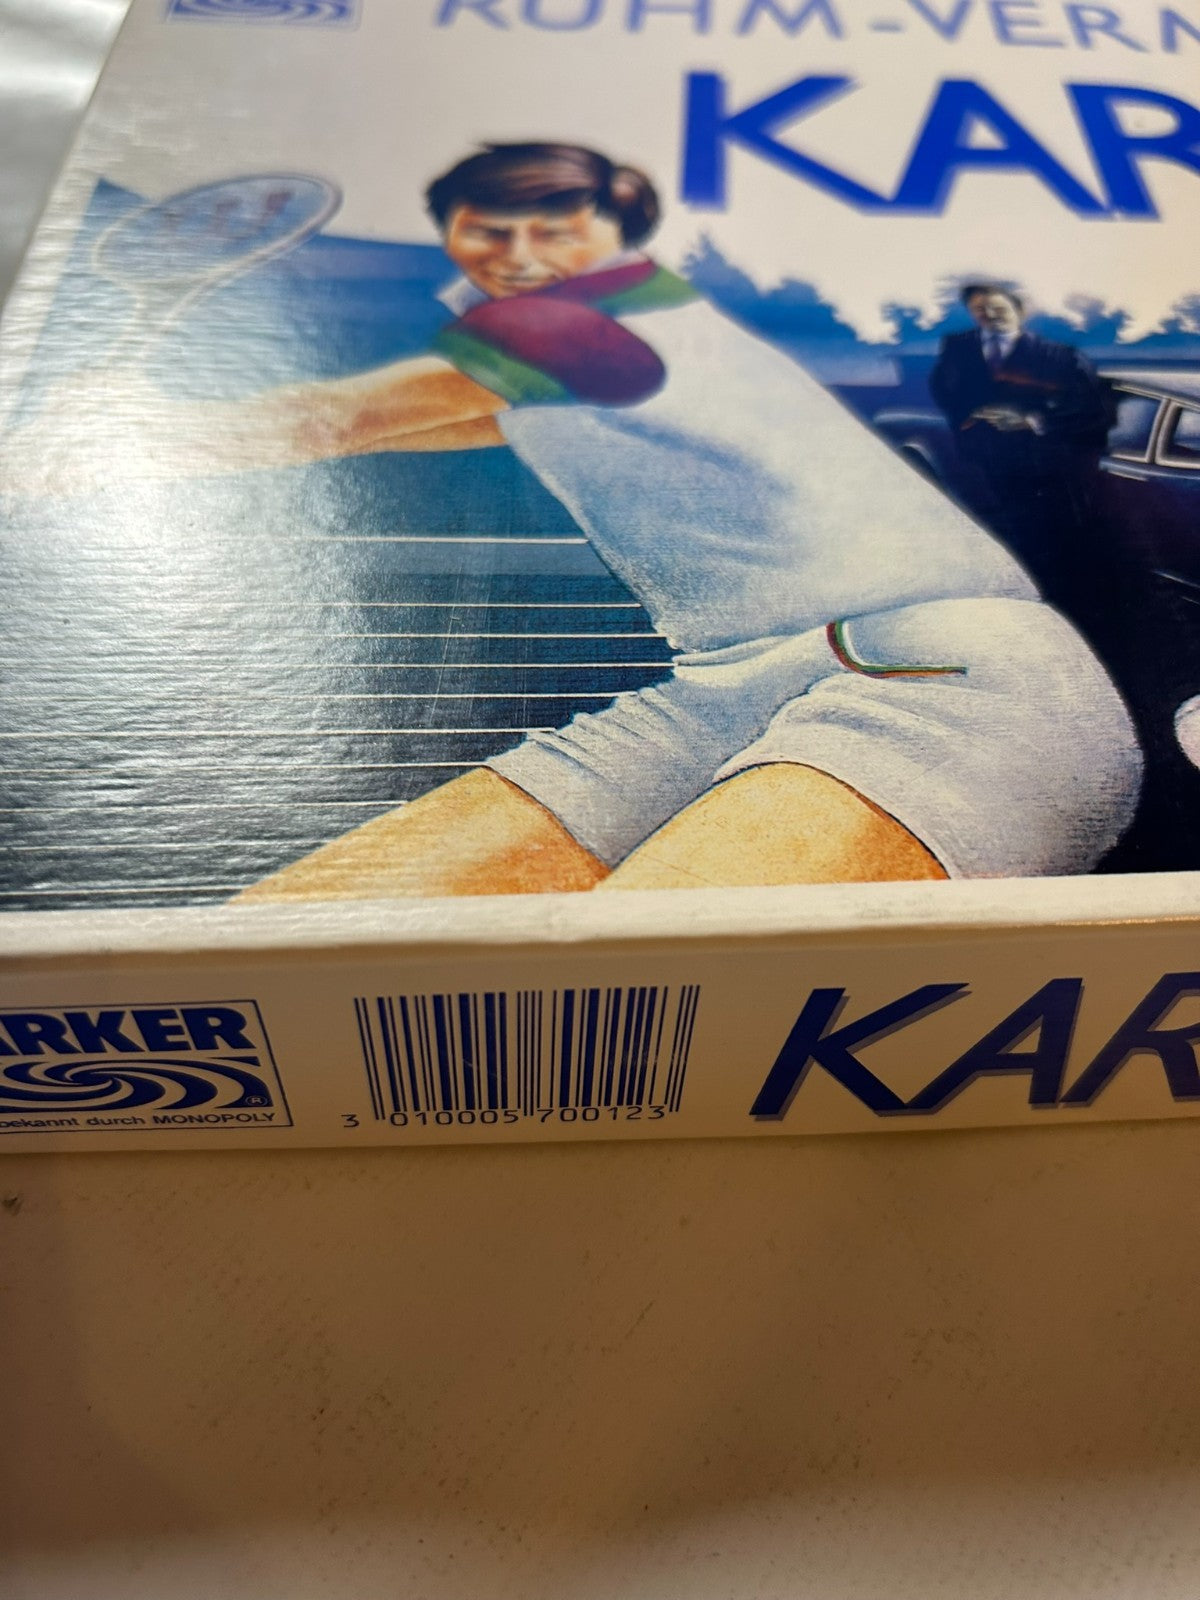 RUHM-VERM
KAR
ARKER
®
bekannt durch MONOPOLY
3 010005 700123
KAR